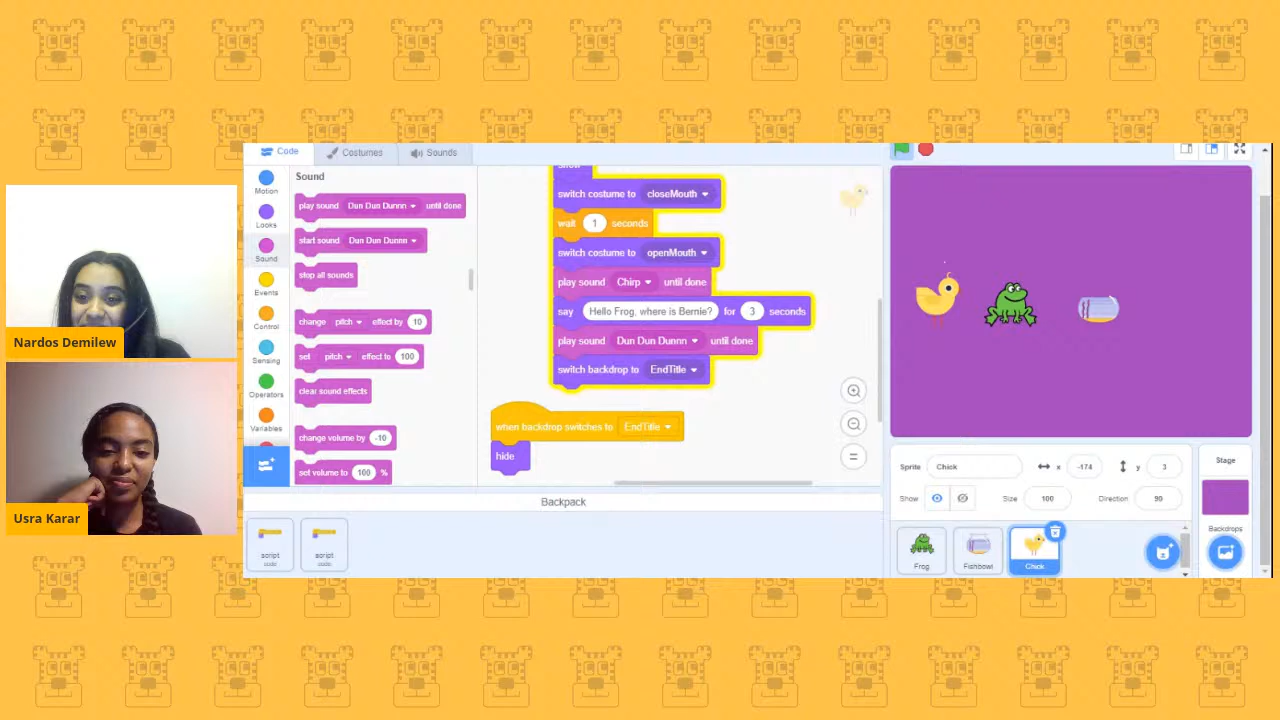 Code Costumes Sounds
Motion
Looks
Sound
Events
Control
Sensing
Operators
Variables
Sound
play sound Dun Dun Dunnn until done
start sound Dun Dun Dunnn
stop all sounds
change pitch effect by 10
set pitch effect to 100
clear sound effects
change volume by -10
set volume to 100 %
show
switch costume to closeMouth
wait 1 seconds
switch costume to openMouth
play sound Chirp until done
say Hello Frog, where is Bernie? for 3 seconds
play sound Dun Dun Dunnn until done
switch backdrop to EndTitle
when backdrop switches to EndTitle
hide
Backpack
script
code
script
code
Sprite Chick x -174 y 3
Show Size 100 Direction 90
Frog
Fishbowl
Chick
Stage
Backdrops
Nardos Demilew
Usra Karar